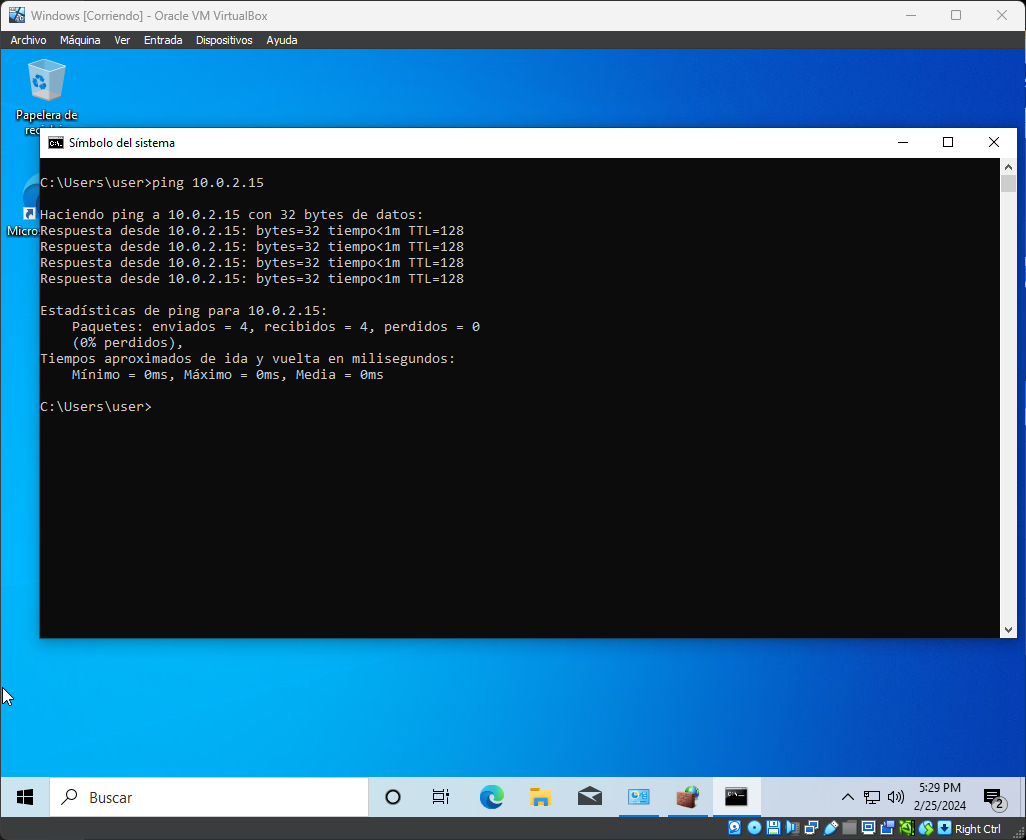 Windows [Corriendo] - Oracle VM VirtualBox
Archivo Máquina Ver Entrada Dispositivos Ayuda
Papelera de
Símbolo del sistema
C:\Users\user>ping 10.0.2.15
Haciendo ping a 10.0.2.15 con 32 bytes de datos:
Respuesta desde 10.0.2.15: bytes=32 tiempo<1m TTL=128
Respuesta desde 10.0.2.15: bytes=32 tiempo<1m TTL=128
Respuesta desde 10.0.2.15: bytes=32 tiempo<1m TTL=128
Respuesta desde 10.0.2.15: bytes=32 tiempo<1m TTL=128
Micros
Estadísticas de ping para 10.0.2.15:
Paquetes: enviados = 4, recibidos = 4, perdidos = 0
(0% perdidos),
Tiempos aproximados de ida y vuelta en milisegundos:
Mínimo = 0ms, Máximo = 0ms, Media = 0ms
C:\Users\user>
Buscar
5:29 PM
2/25/2024
2
Right Ctrl